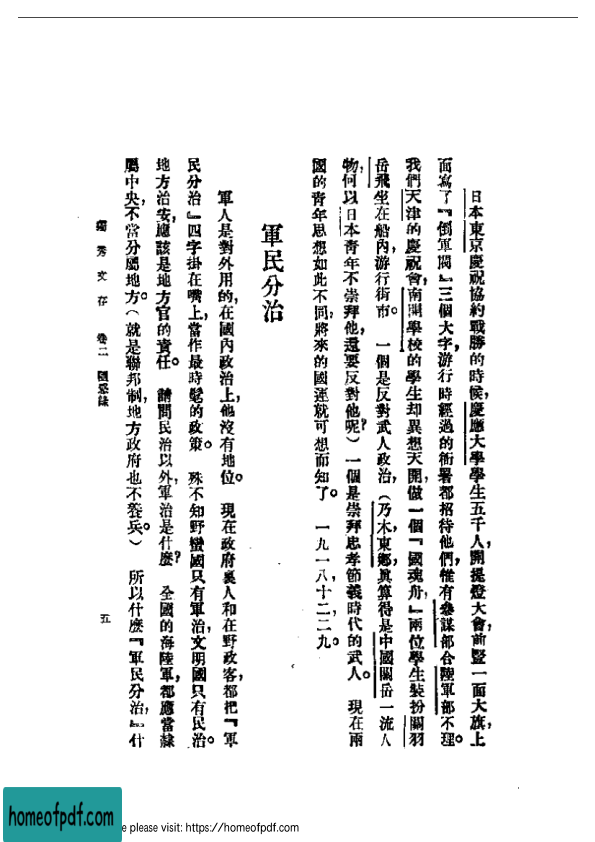 日本東京慶祝協約戰勝的時候，慶應大學學生五千人，開提燈大會，前豎一面大旗，上
面寫了『倒軍閥』三個大字，游行時經過的衙署都招待他們，惟有參謀部合陸軍部不理。
我們天津的慶祝會，南開學校的學生却異想天開，做一個『國魂舟，』兩位學生裝扮關羽
岳飛坐在船內，游行街市。　一個是反對武人政治，（乃木，東鄉，眞算得是中國關岳一流人
物，何以日本青年不崇拜他，還要反對他呢？）一個是崇拜忠孝節義時代的武人。　現在兩
國的青年思想如此不同，將來的國運就可想而知了。　一九一八，十二，二九。
軍民分治
軍人是對外用的，在國內政治上，他沒有地位。　現在政府裏人和在野政客，都把『軍
民分治』四字掛在嘴上，當作最時髦的政策。　殊不知野蠻國只有軍治，文明國只有民治。
地方治安，應該是地方官的責任。　請問民治以外，軍治是什麼？　全國的海陸軍，都應當隸
屬中央，不當分屬地方。（就是聯邦制，地方政府也不養兵。）　所以什麼『軍民分治，』什
獨秀文存　卷二　隨感錄　五
homeofpdf.com
e please visit: https://homeofpdf.com